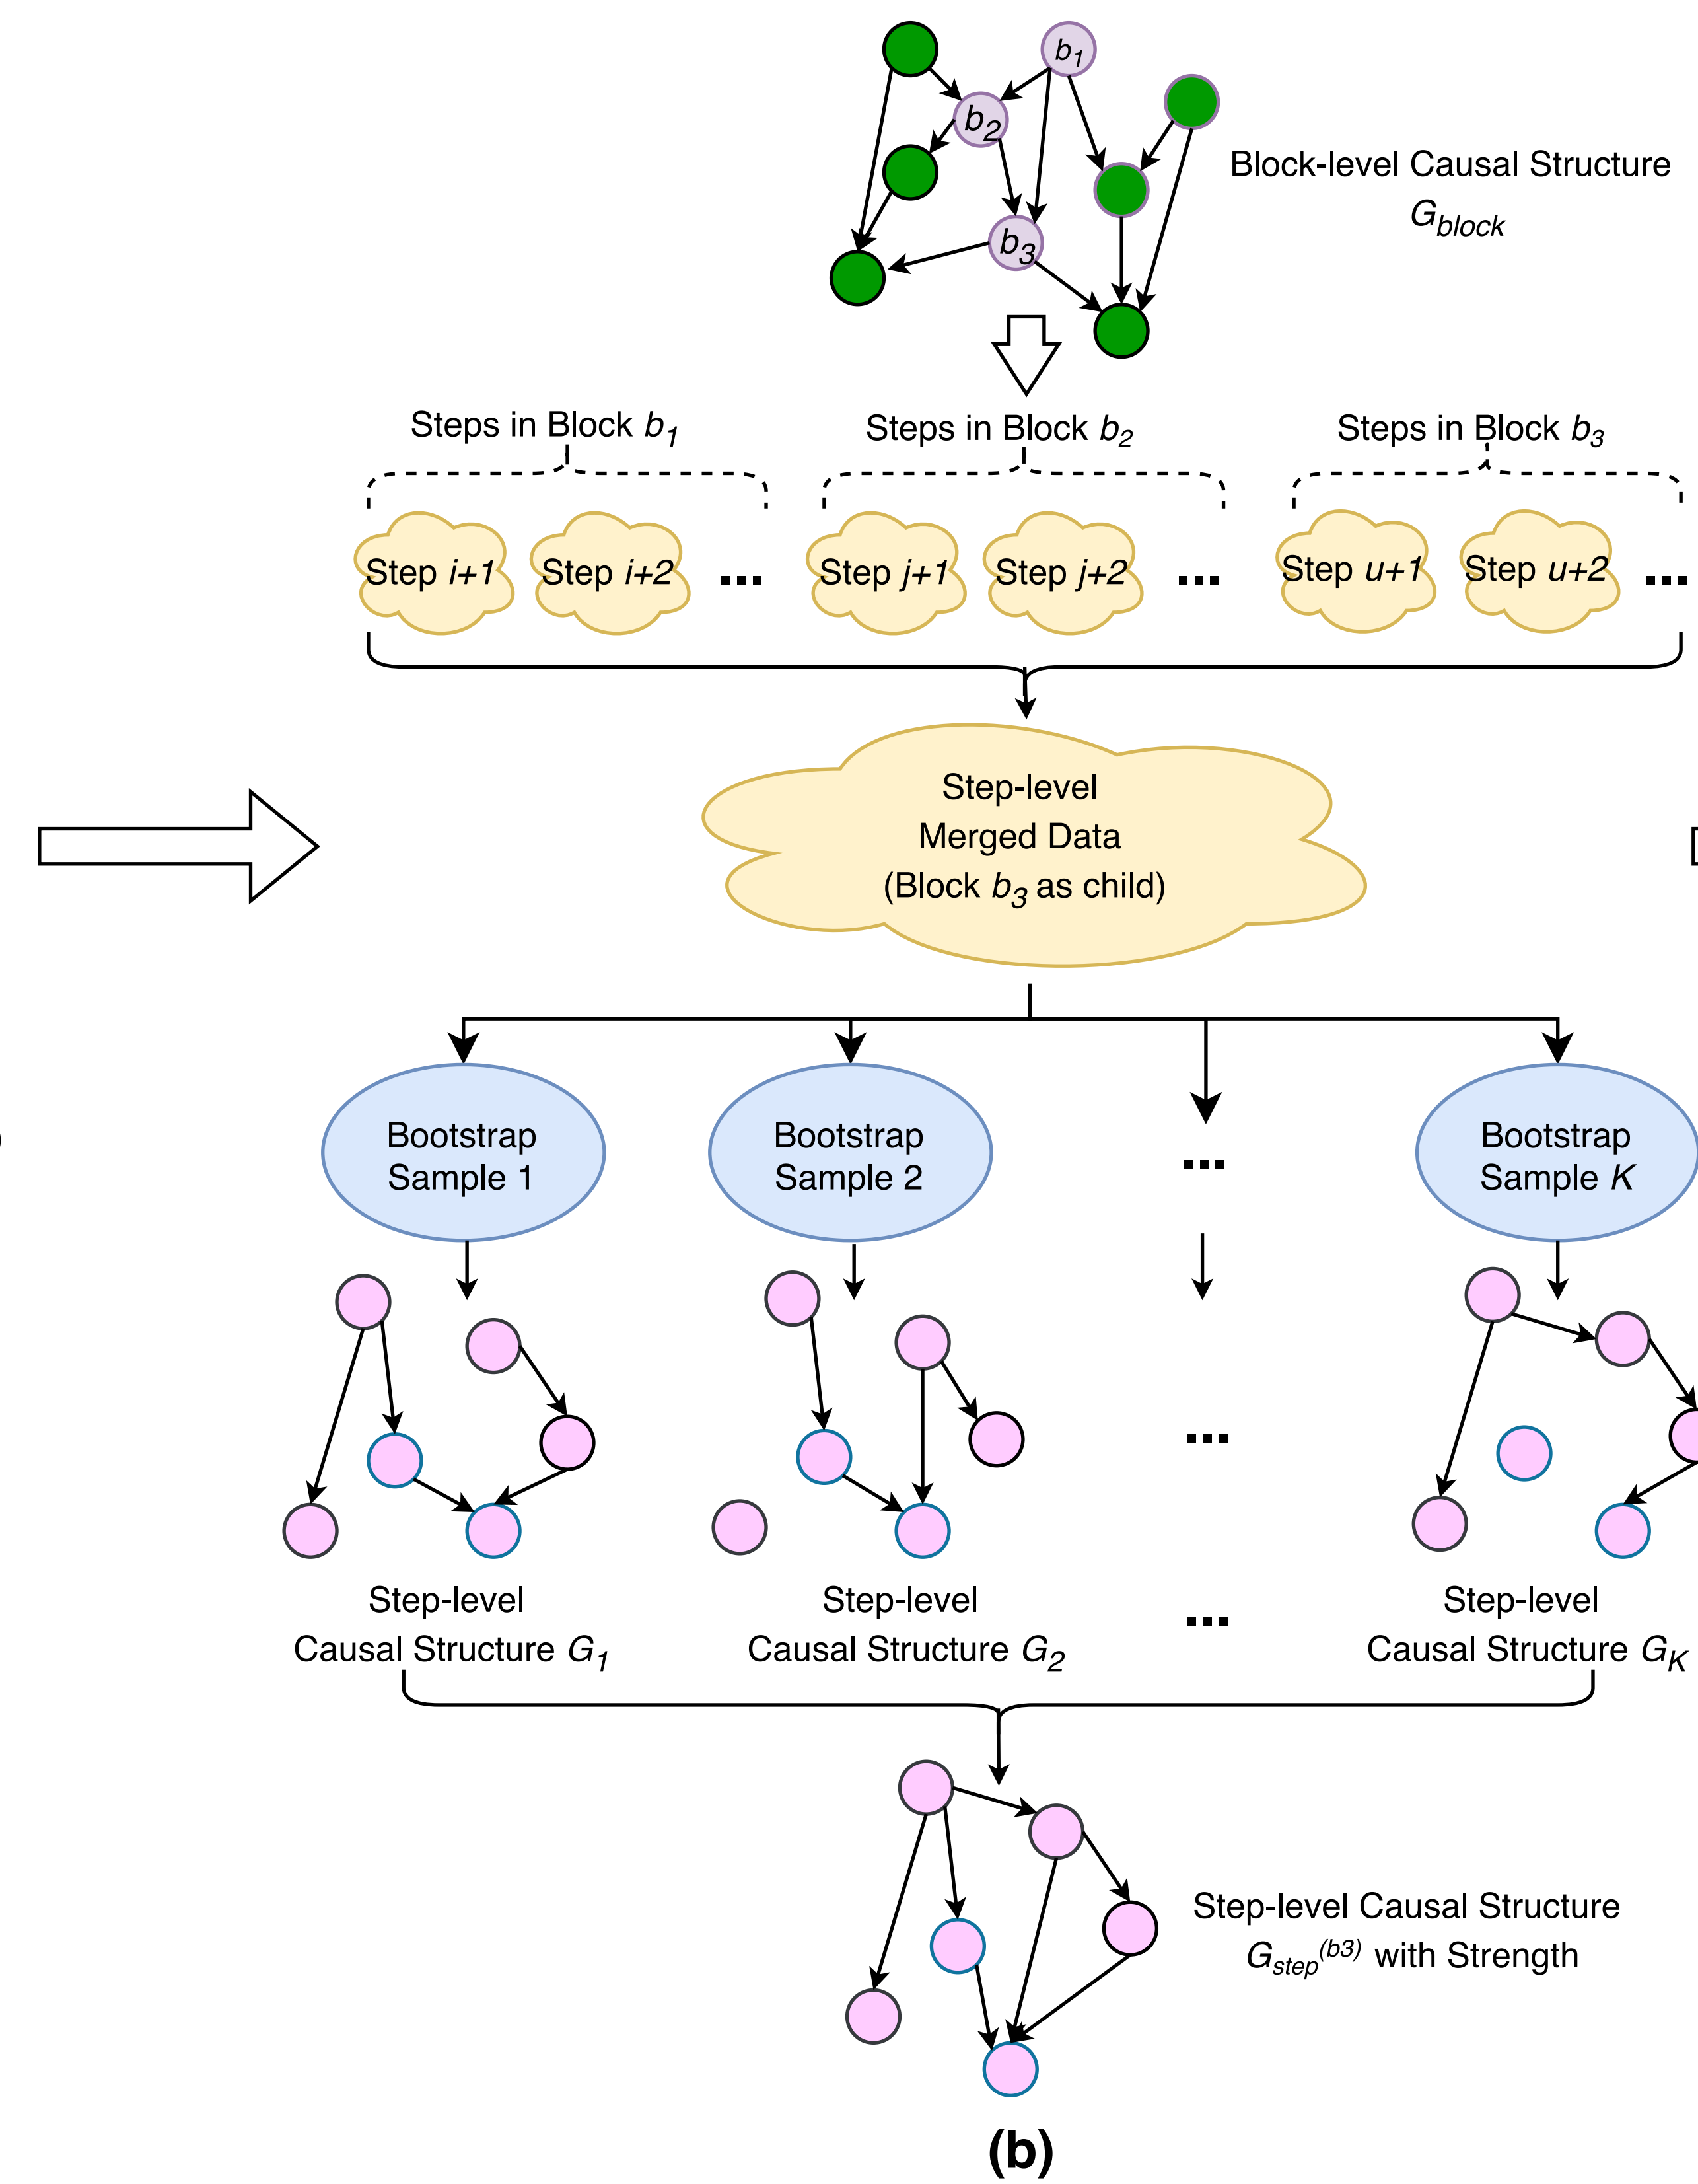 b1
b2
b3
Block-level Causal Structure
Gblock
Steps in Block b1
Steps in Block b2
Steps in Block b3
Step i+1
Step i+2
...
Step j+1
Step j+2
...
Step u+1
Step u+2
...
Step-level
Merged Data
(Block b3 as child)
Bootstrap
Sample 1
Bootstrap
Sample 2
...
Bootstrap
Sample K
...
Step-level
Causal Structure G1
Step-level
Causal Structure G2
...
Step-level
Causal Structure GK
Step-level Causal Structure
Gstep(b3) with Strength
(b)